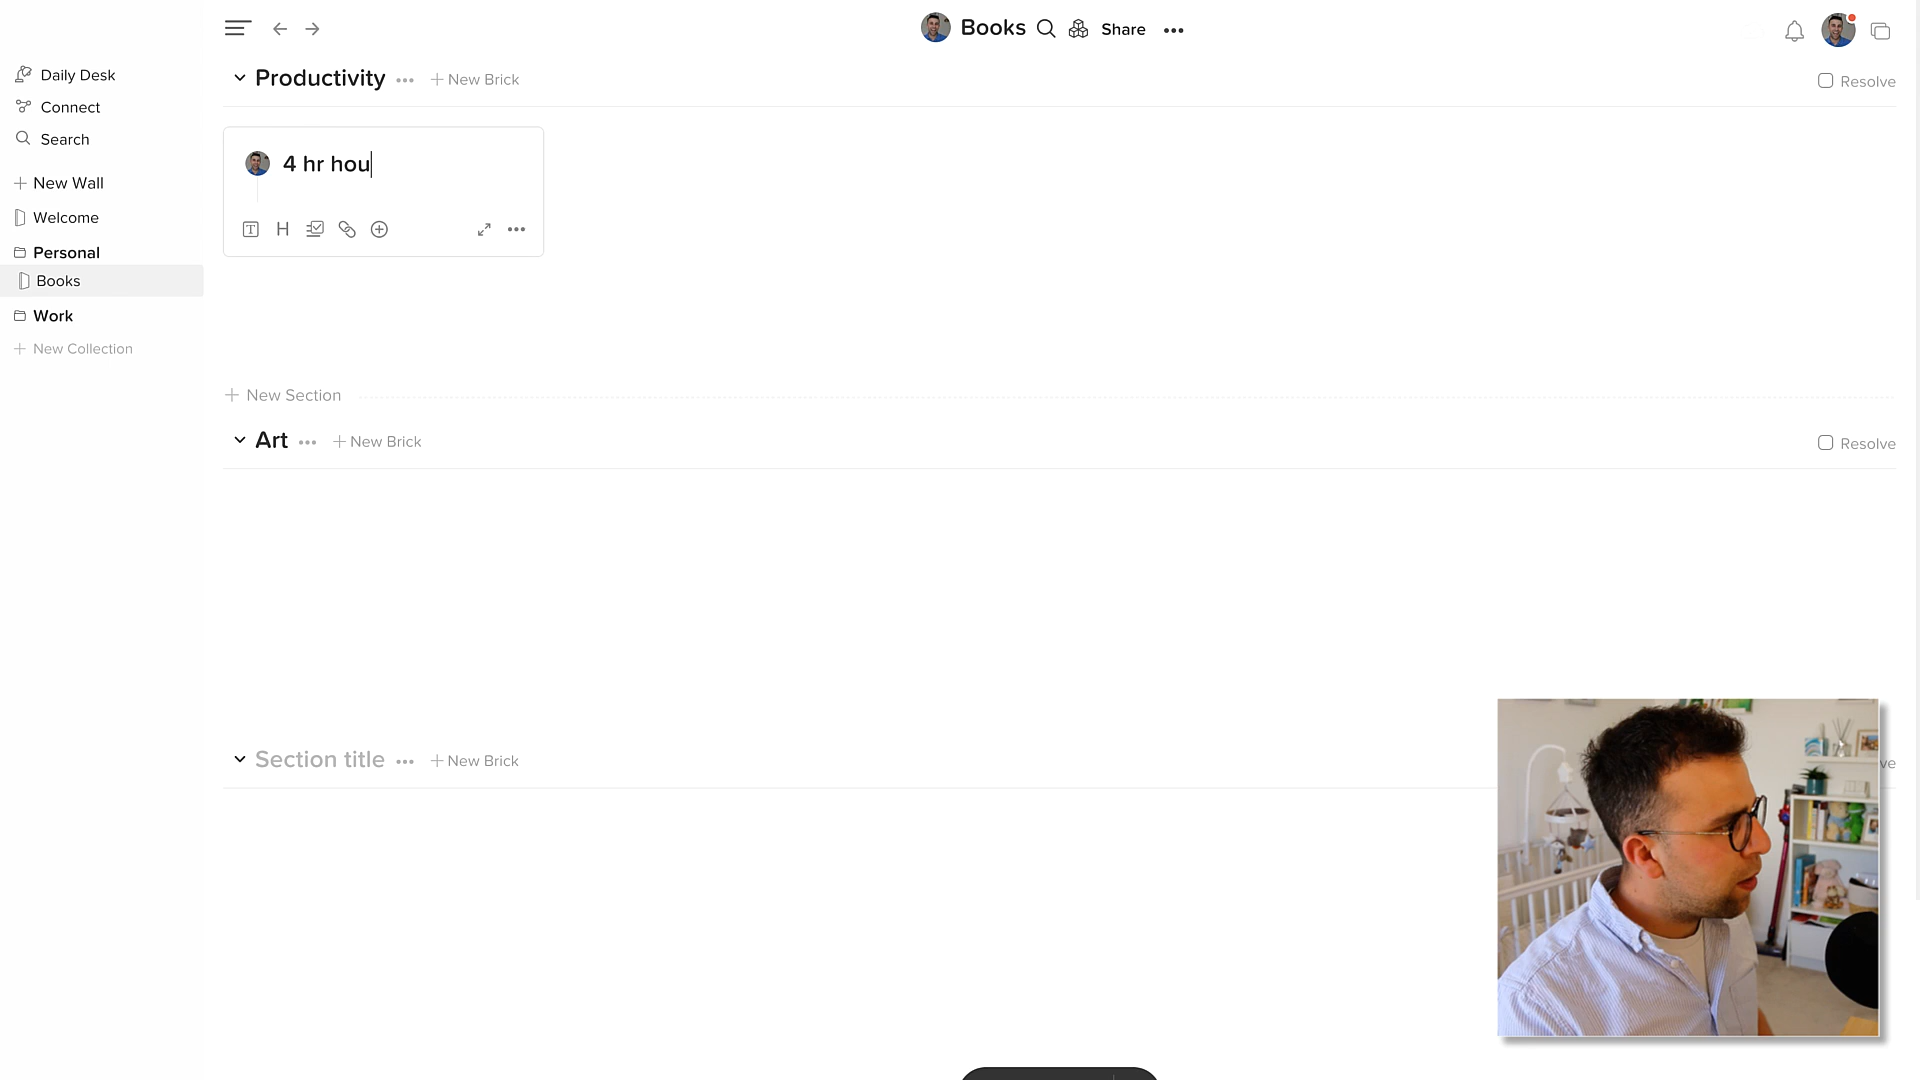 Books
Share
Daily Desk
Connect
Search
New Wall
Welcome
Personal
Books
Work
New Collection
Productivity
New Brick
Resolve
4 hr hou
T
H
New Section
Art
New Brick
Resolve
Section title
New Brick
ve